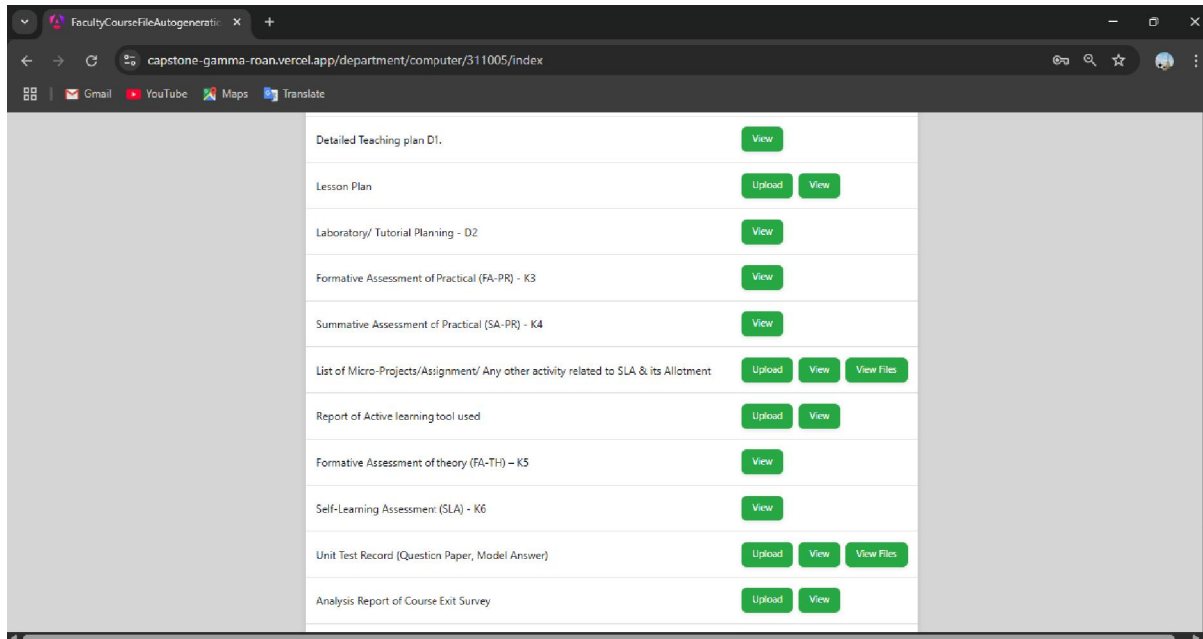 FacultyCourseFileAutogeneratic
capstone-gamma-roan.vercel.app/department/computer/311005/index
Gmail YouTube Maps Translate
Detailed Teaching plan D1. View
Lesson Plan Upload View
Laboratory/ Tutorial Planning - D2 View
Formative Assessment of Practical (FA-PR) - K3 View
Summative Assessment of Practical (SA-PR) - K4 View
List of Micro-Projects/Assignment/ Any other activity related to SLA & its Allotment Upload View View Files
Report of Active learning tool used Upload View
Formative Assessment of theory (FA-TH) – K5 View
Self-Learning Assessment (SLA) - K6 View
Unit Test Record (Question Paper, Model Answer) Upload View View Files
Analysis Report of Course Exit Survey Upload View